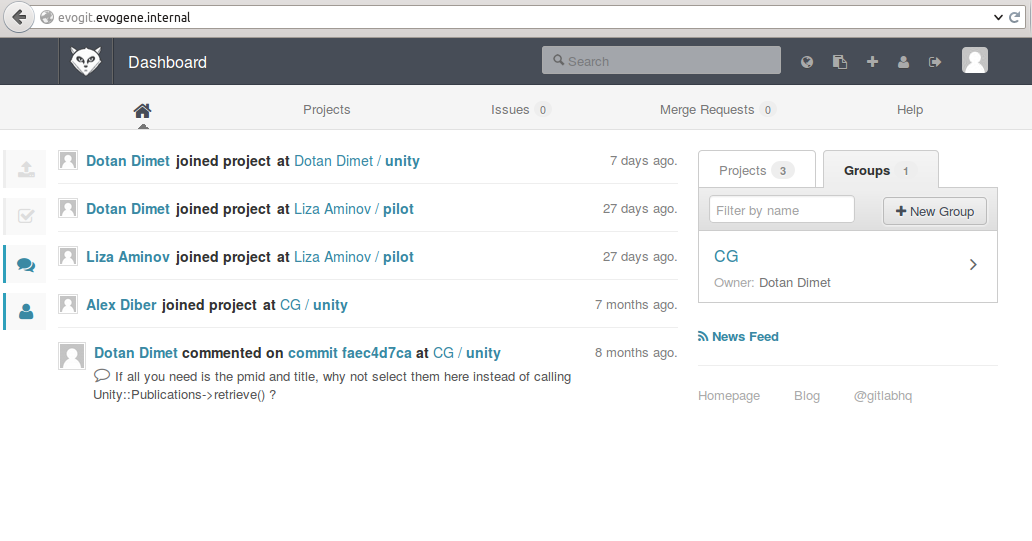 evogit.evogene.internal
Dashboard
Search
Projects
Issues 0
Merge Requests 0
Help
Dotan Dimet joined project at Dotan Dimet / unity
7 days ago.
Dotan Dimet joined project at Liza Aminov / pilot
27 days ago.
Liza Aminov joined project at Liza Aminov / pilot
27 days ago.
Alex Diber joined project at CG / unity
7 months ago.
Dotan Dimet commented on commit faec4d7ca at CG / unity
8 months ago.
If all you need is the pmid and title, why not select them here instead of calling
Unity::Publications->retrieve() ?
Projects 3
Groups 1
Filter by name
New Group
CG
Owner: Dotan Dimet
News Feed
Homepage
Blog
@gitlabhq